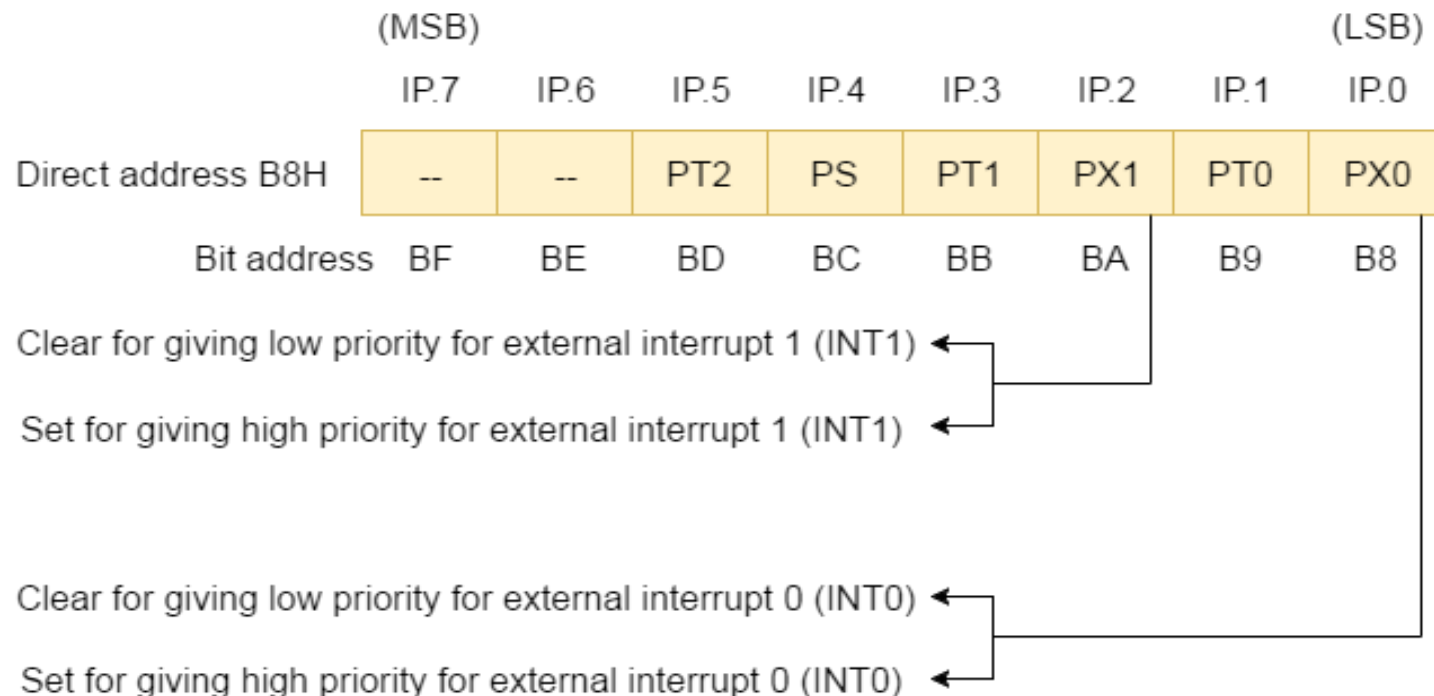 (MSB) (LSB)
IP.7 IP.6 IP.5 IP.4 IP.3 IP.2 IP.1 IP.0
Direct address B8H -- -- PT2 PS PT1 PX1 PT0 PX0
Bit address BF BE BD BC BB BA B9 B8
Clear for giving low priority for external interrupt 1 (INT1)
Set for giving high priority for external interrupt 1 (INT1)
Clear for giving low priority for external interrupt 0 (INT0)
Set for giving high priority for external interrupt 0 (INT0)